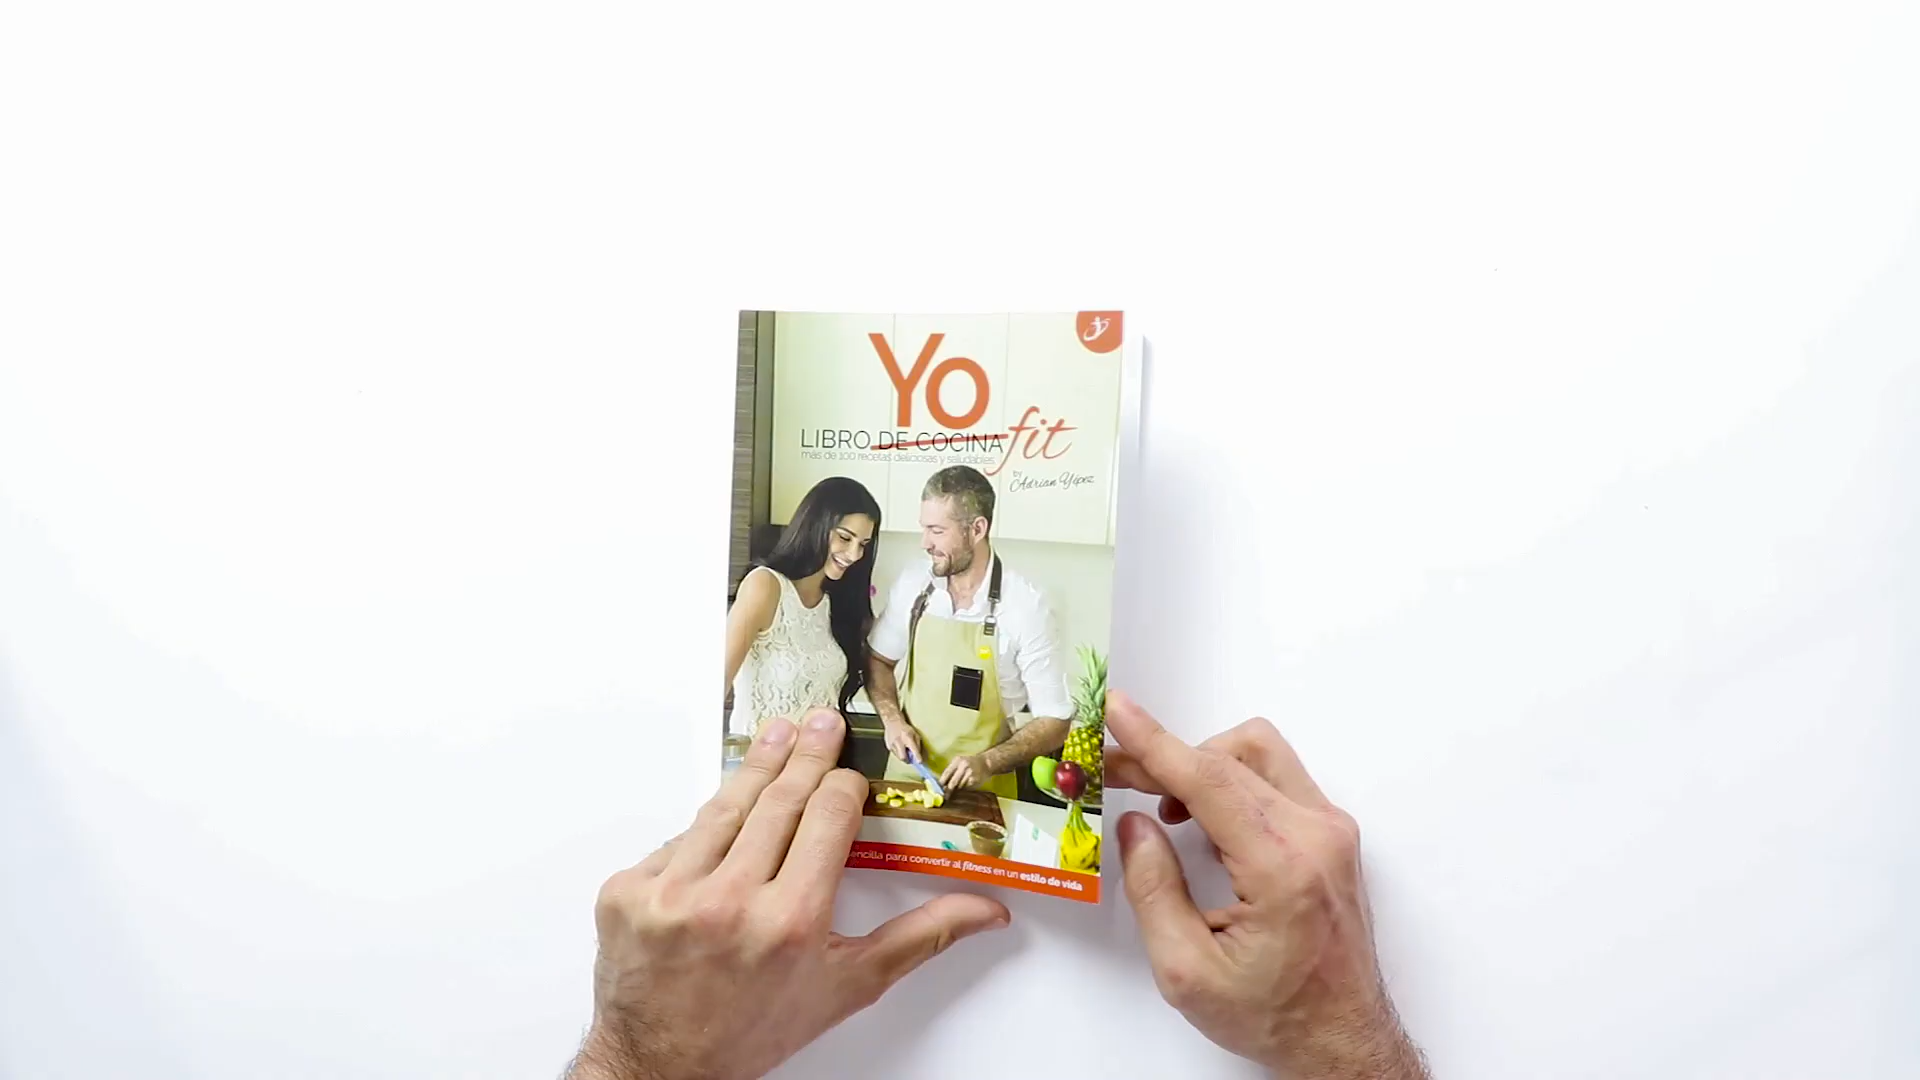 Yo
LIBRO DE COCINA fit
más de 100 recetas deliciosas y saludables
by
Adrian Yépez
sencilla para convertir al fitness en un estilo de vida